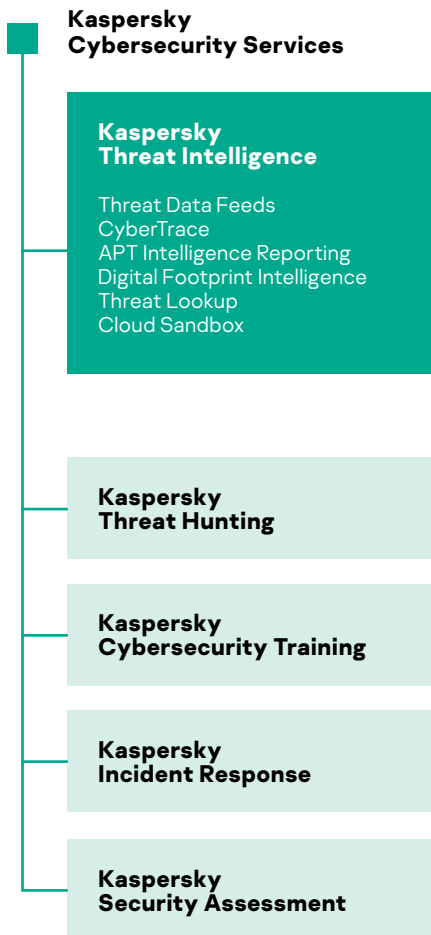 Kaspersky
Cybersecurity Services
Kaspersky
Threat Intelligence
Threat Data Feeds
CyberTrace
APT Intelligence Reporting
Digital Footprint Intelligence
Threat Lookup
Cloud Sandbox
Kaspersky
Threat Hunting
Kaspersky
Cybersecurity Training
Kaspersky
Incident Response
Kaspersky
Security Assessment